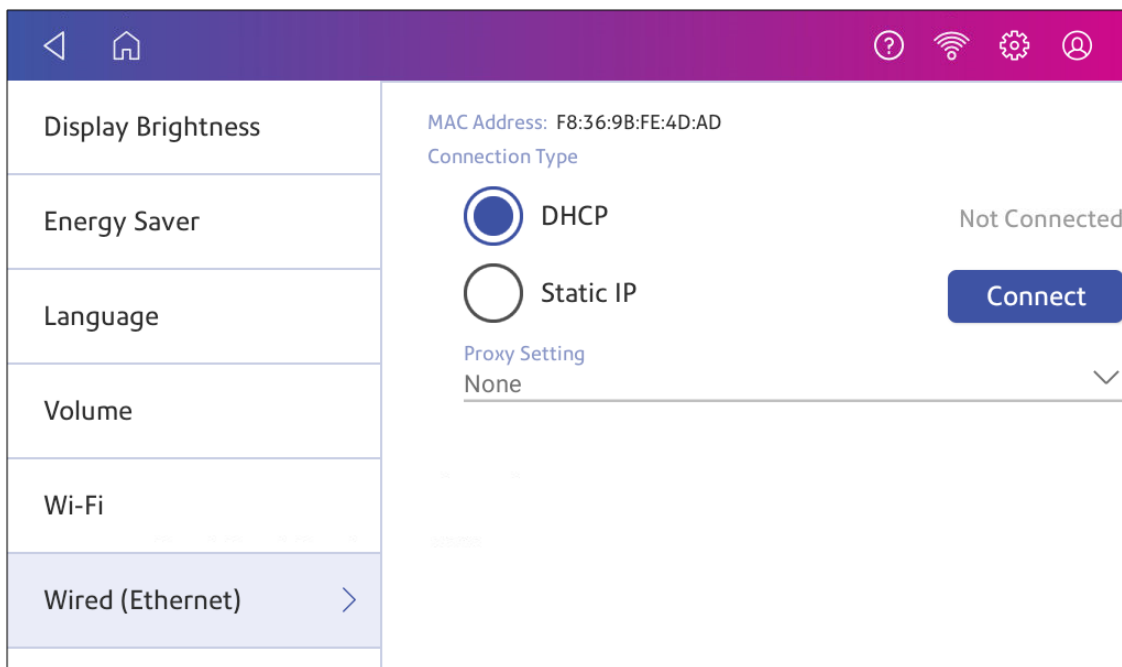 Display Brightness
Energy Saver
Language
Volume
Wi-Fi
Wired (Ethernet)
MAC Address: F8:36:9B:FE:4D:AD
Connection Type
DHCP
Not Connected
Static IP
Connect
Proxy Setting
None